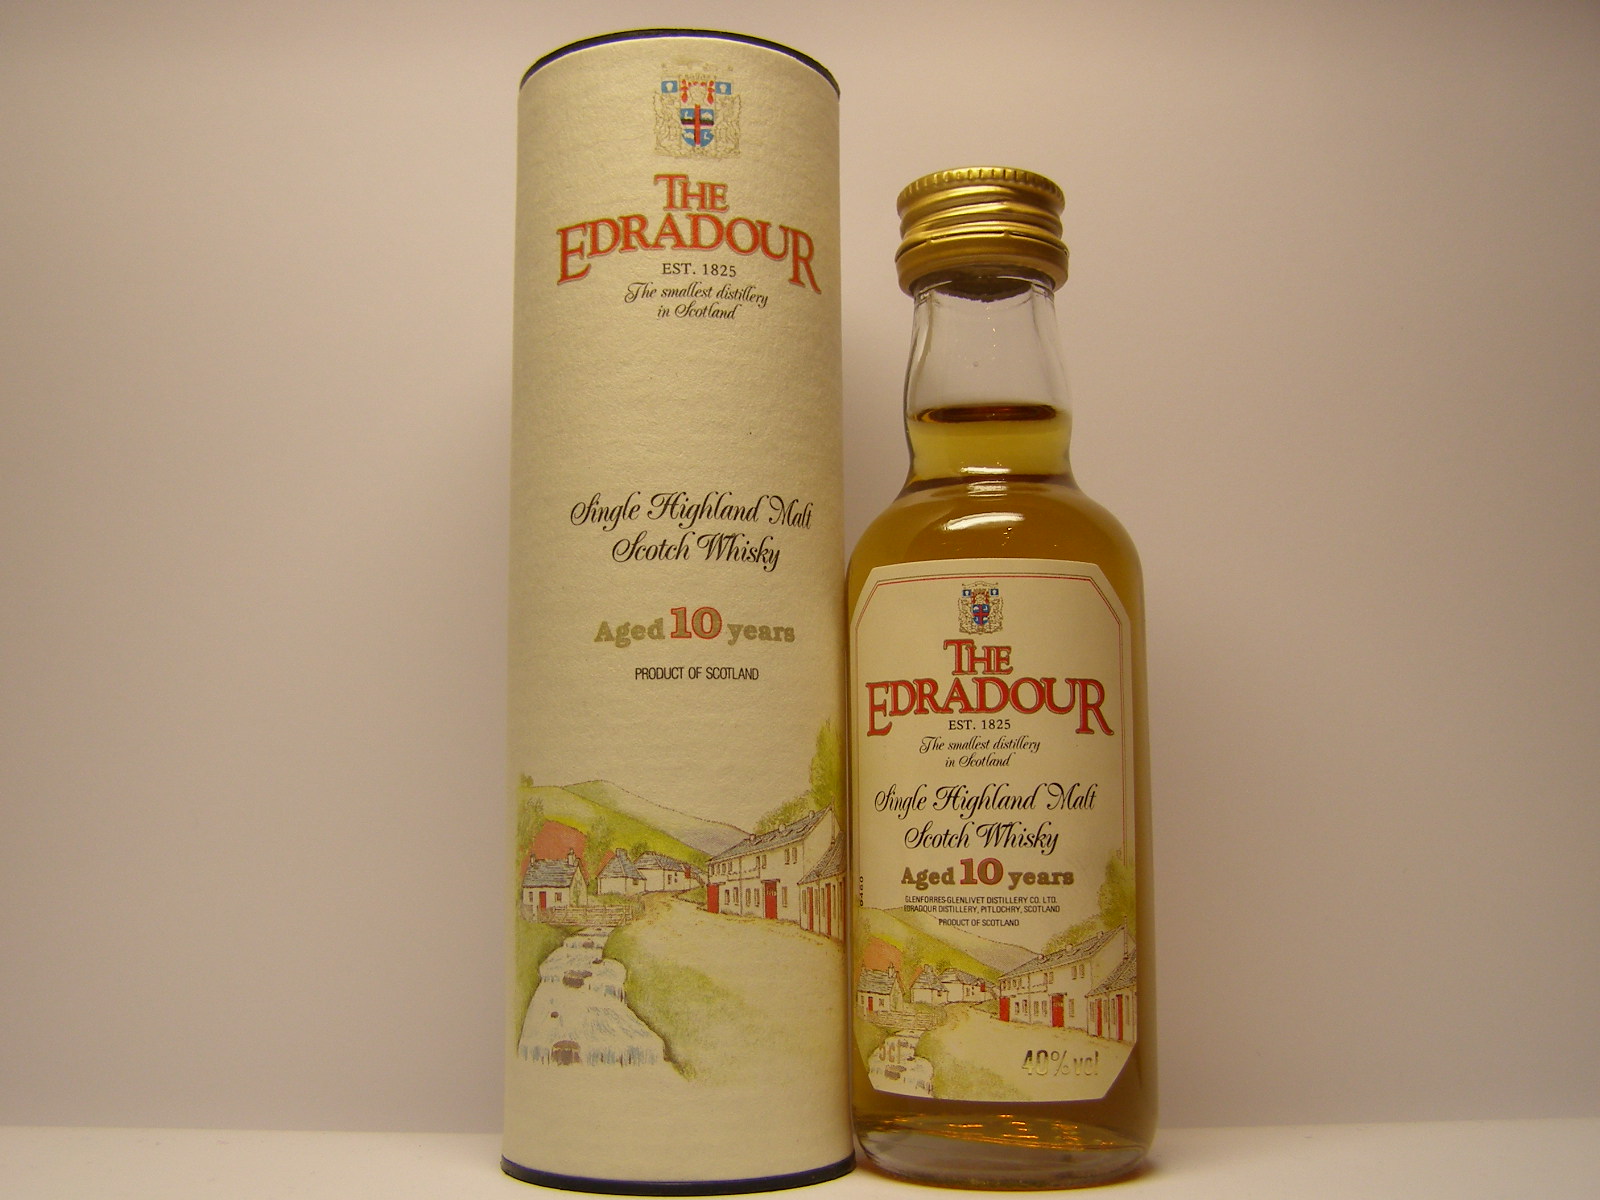 THE
EDRADOUR
EST. 1825
The smallest distillery
in Scotland
Single Highland Malt
Scotch Whisky
Aged 10 years
PRODUCT OF SCOTLAND
THE
EDRADOUR
EST. 1825
The smallest distillery
in Scotland
Single Highland Malt
Scotch Whisky
Aged 10 years
GLENFORRES-GLENLIVET DISTILLERY CO. LTD.
EDRADOUR DISTILLERY, PITLOCHRY, SCOTLAND
PRODUCT OF SCOTLAND
5cl
40% vol